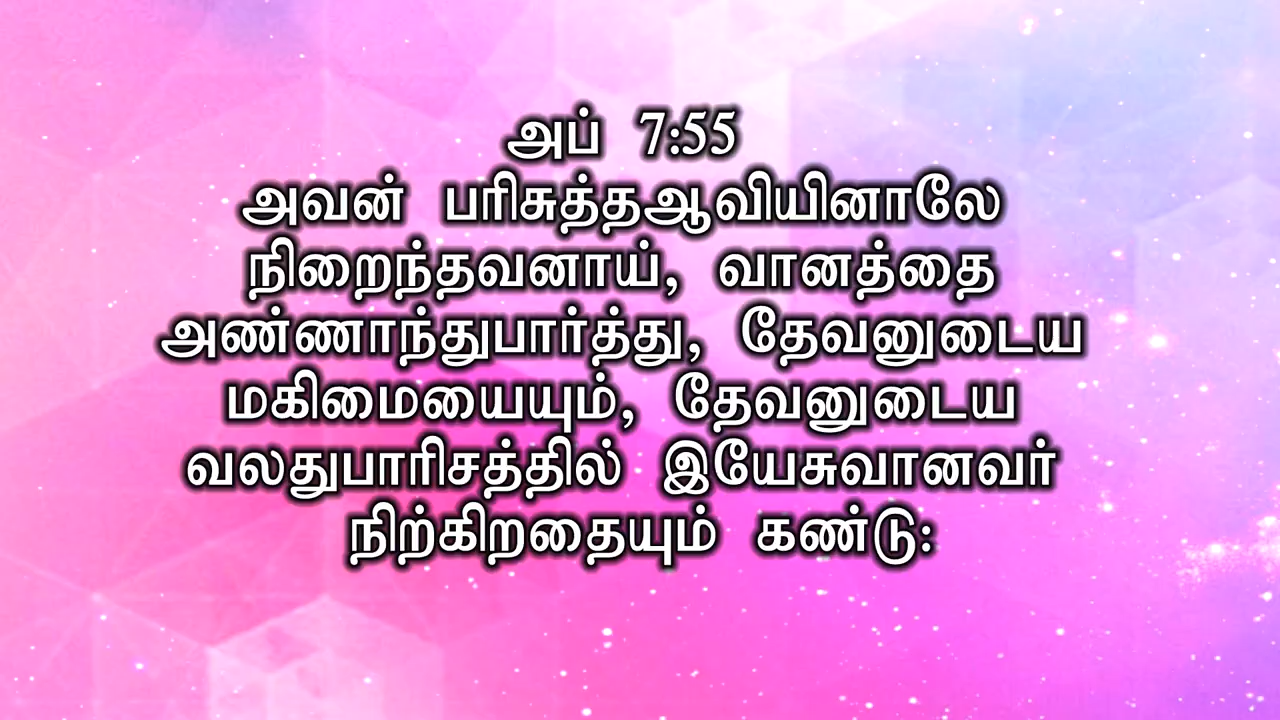 அப் 7:55
அவன் பரிசுத்தஆவியினாலே
நிறைந்தவனாய், வானத்தை
அண்ணாந்துபார்த்து, தேவனுடைய
மகிமையையும், தேவனுடைய
வலதுபாரிசத்தில் இயேசுவானவர்
நிற்கிறதையும் கண்டு: